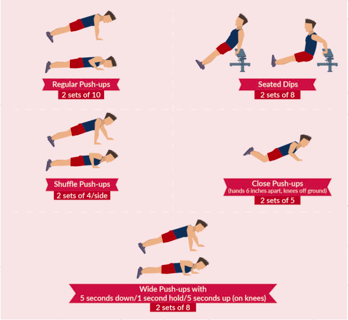 Regular Push-ups
2 sets of 10
Seated Dips
2 sets of 8
Shuffle Push-ups
2 sets of 4/side
Close Push-ups
(hands 6 inches apart, knees off ground)
2 sets of 5
Wide Push-ups with
5 seconds down/1 second hold/5 seconds up (on knees)
2 sets of 8